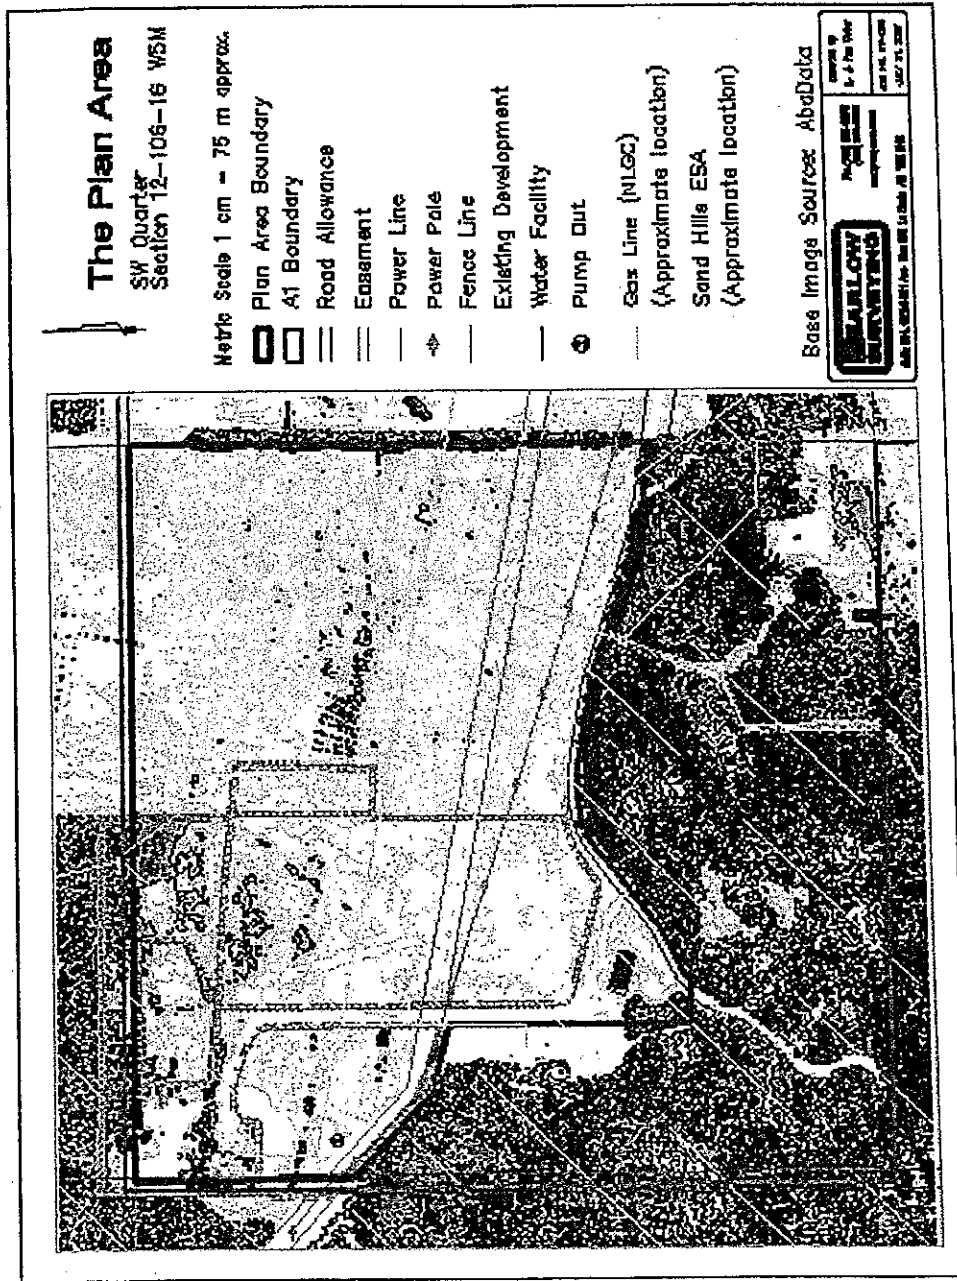 The Plan Area
SW Quarter
Section 12-106-16 W5M
Metric Scale 1 cm = 75 m approx.
Plan Area Boundary
A1 Boundary
Road Allowance
Easement
Power Line
Power Pole
Fence Line
Existing Development
Water Facility
Pump Out
Gas Line (NLGC)
(Approximate location)
Sand Hills ESA
(Approximate location)
Base Image Source: AbaData
BARLOW
SURVEYING